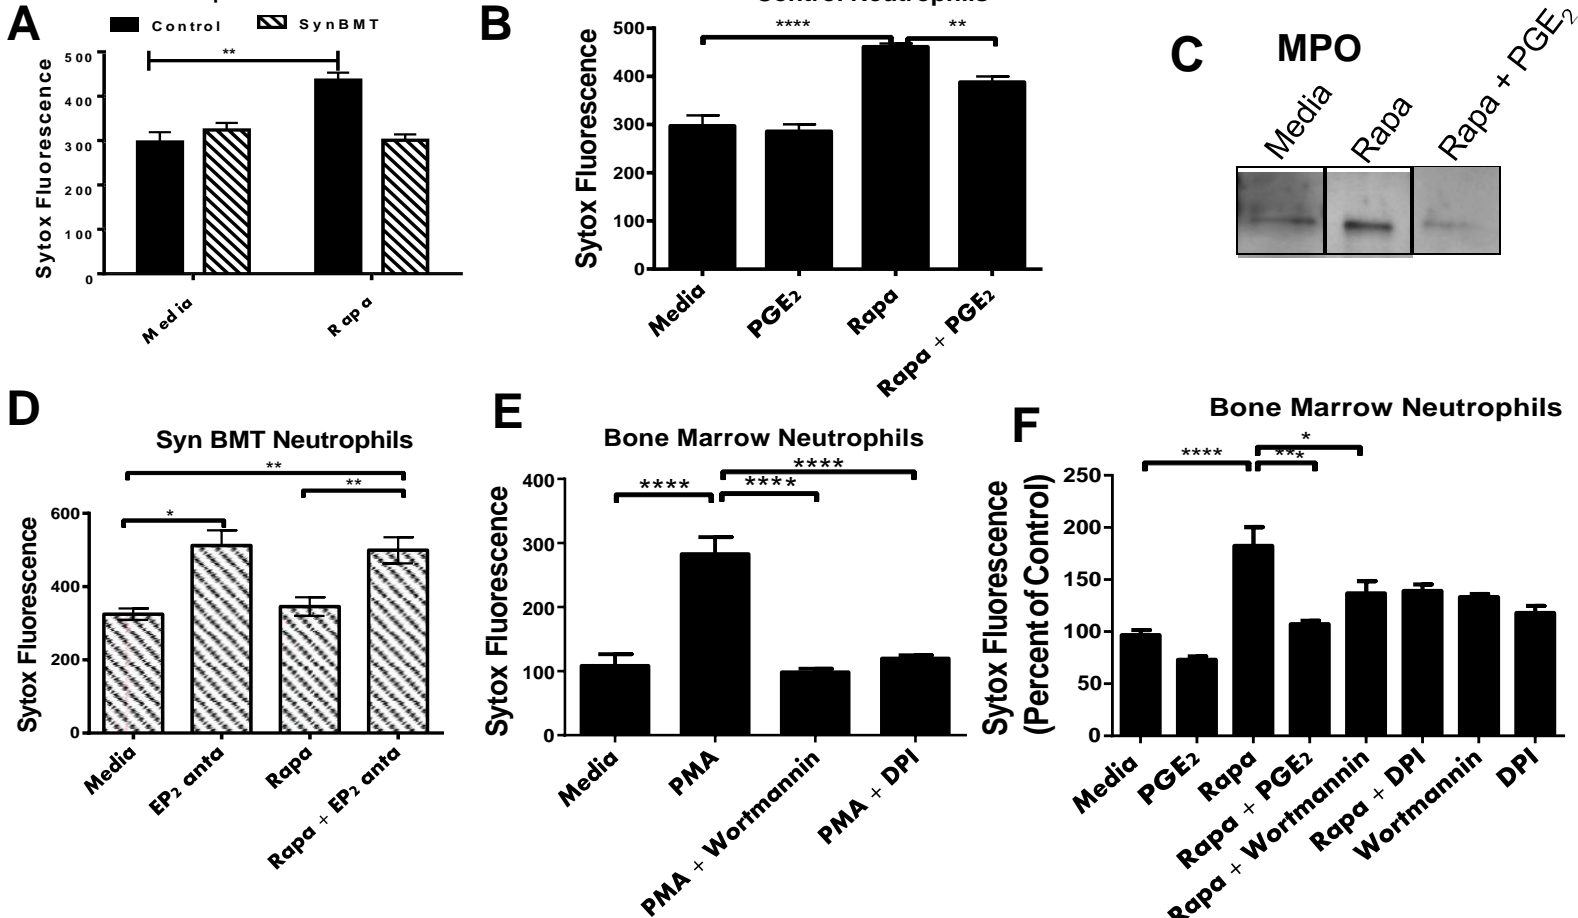 A
Control
SynBMT
**
Sytox Fluorescence
500
400
300
200
100
0
Media
Rapa
B
Control Neutrophils
****
**
Sytox Fluorescence
500
400
300
200
100
0
Media
PGE2
Rapa
Rapa + PGE2
C
MPO
Media
Rapa
Rapa + PGE2
D
Syn BMT Neutrophils
**
**
*
Sytox Fluorescence
600
400
200
0
Media
EP2 anta
Rapa
Rapa + EP2 anta
E
Bone Marrow Neutrophils
****
****
****
Sytox Fluorescence
400
300
200
100
0
Media
PMA
PMA + Wortmannin
PMA + DPI
F
Bone Marrow Neutrophils
*
****
***
Sytox Fluorescence
(Percent of Control)
250
200
150
100
50
0
Media
PGE2
Rapa
Rapa + PGE2
Rapa + Wortmannin
Rapa + DPI
Wortmannin
DPI